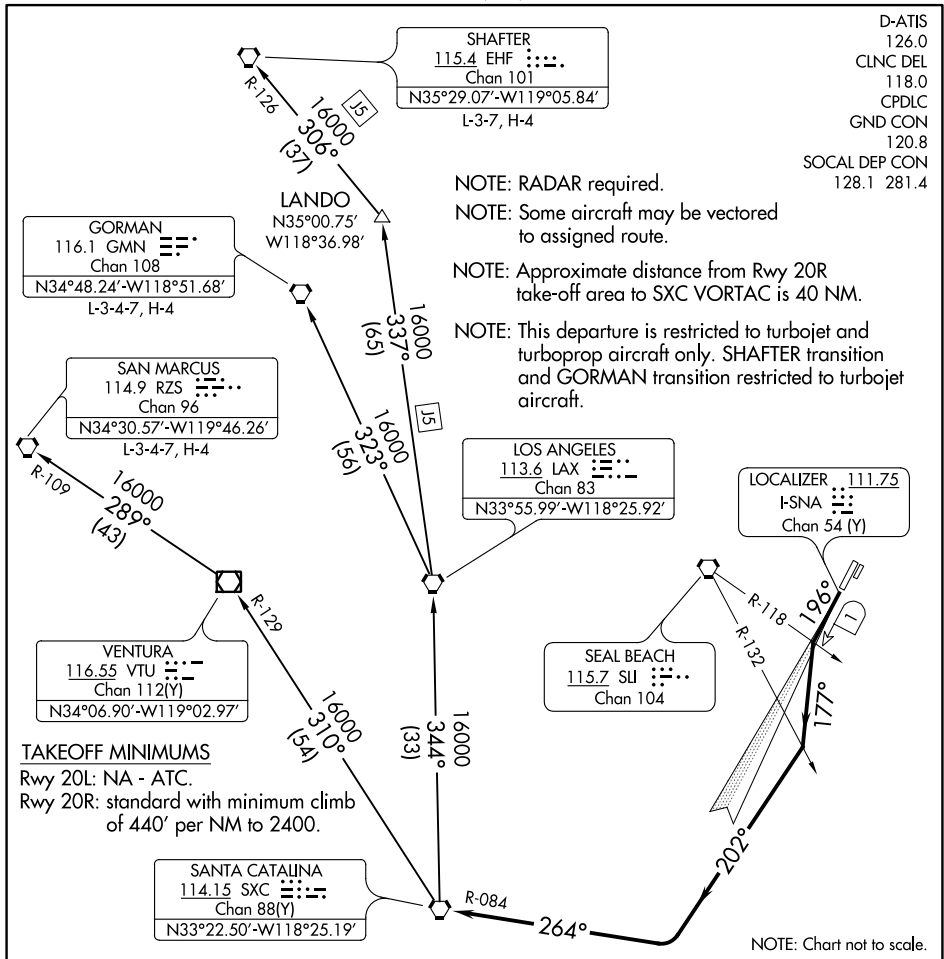 D-ATIS
126.0
CLNC DEL
118.0
CPDLC
GND CON
120.8
SOCAL DEP CON
128.1 281.4
SHAFTER
115.4 EHF
Chan 101
N35°29.07'-W119°05.84'
L-3-7, H-4
R-126
16000
306°
(37)
J5
LANDO
N35°00.75'
W118°36.98'
NOTE: RADAR required.
NOTE: Some aircraft may be vectored
to assigned route.
NOTE: Approximate distance from Rwy 20R
take-off area to SXC VORTAC is 40 NM.
NOTE: This departure is restricted to turbojet and
turboprop aircraft only. SHAFTER transition
and GORMAN transition restricted to turbojet
aircraft.
GORMAN
116.1 GMN
Chan 108
N34°48.24'-W118°51.68'
L-3-4-7, H-4
16000
337°
(65)
J5
16000
323°
(56)
SAN MARCUS
114.9 RZS
Chan 96
N34°30.57'-W119°46.26'
L-3-4-7, H-4
R-109
16000
289°
(43)
LOS ANGELES
113.6 LAX
Chan 83
N33°55.99'-W118°25.92'
LOCALIZER 111.75
I-SNA
Chan 54 (Y)
196°
1
R-118
R-132
177°
SEAL BEACH
115.7 SLI
Chan 104
R-129
VENTURA
116.55 VTU
Chan 112(Y)
N34°06.90'-W119°02.97'
16000
310°
(54)
16000
344°
(33)
TAKEOFF MINIMUMS
Rwy 20L: NA - ATC.
Rwy 20R: standard with minimum climb
of 440' per NM to 2400.
202°
SANTA CATALINA
114.15 SXC
Chan 88(Y)
N33°22.50'-W118°25.19'
R-084
264°
NOTE: Chart not to scale.